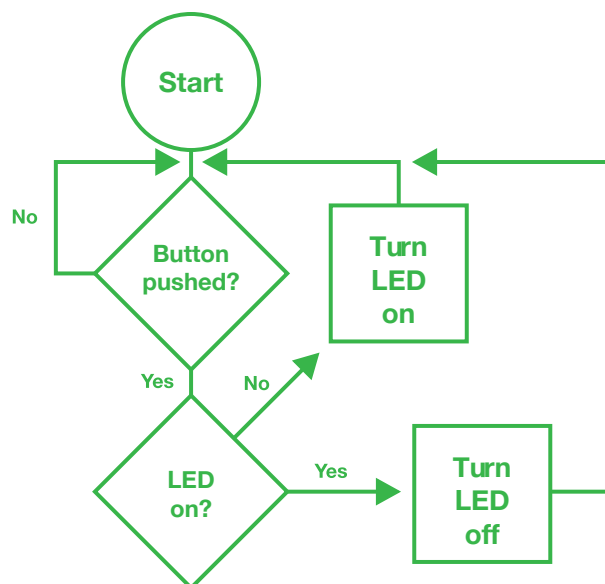 Start
No
Button
pushed?
Turn
LED
on
Yes
No
LED
on?
Yes
Turn
LED
off